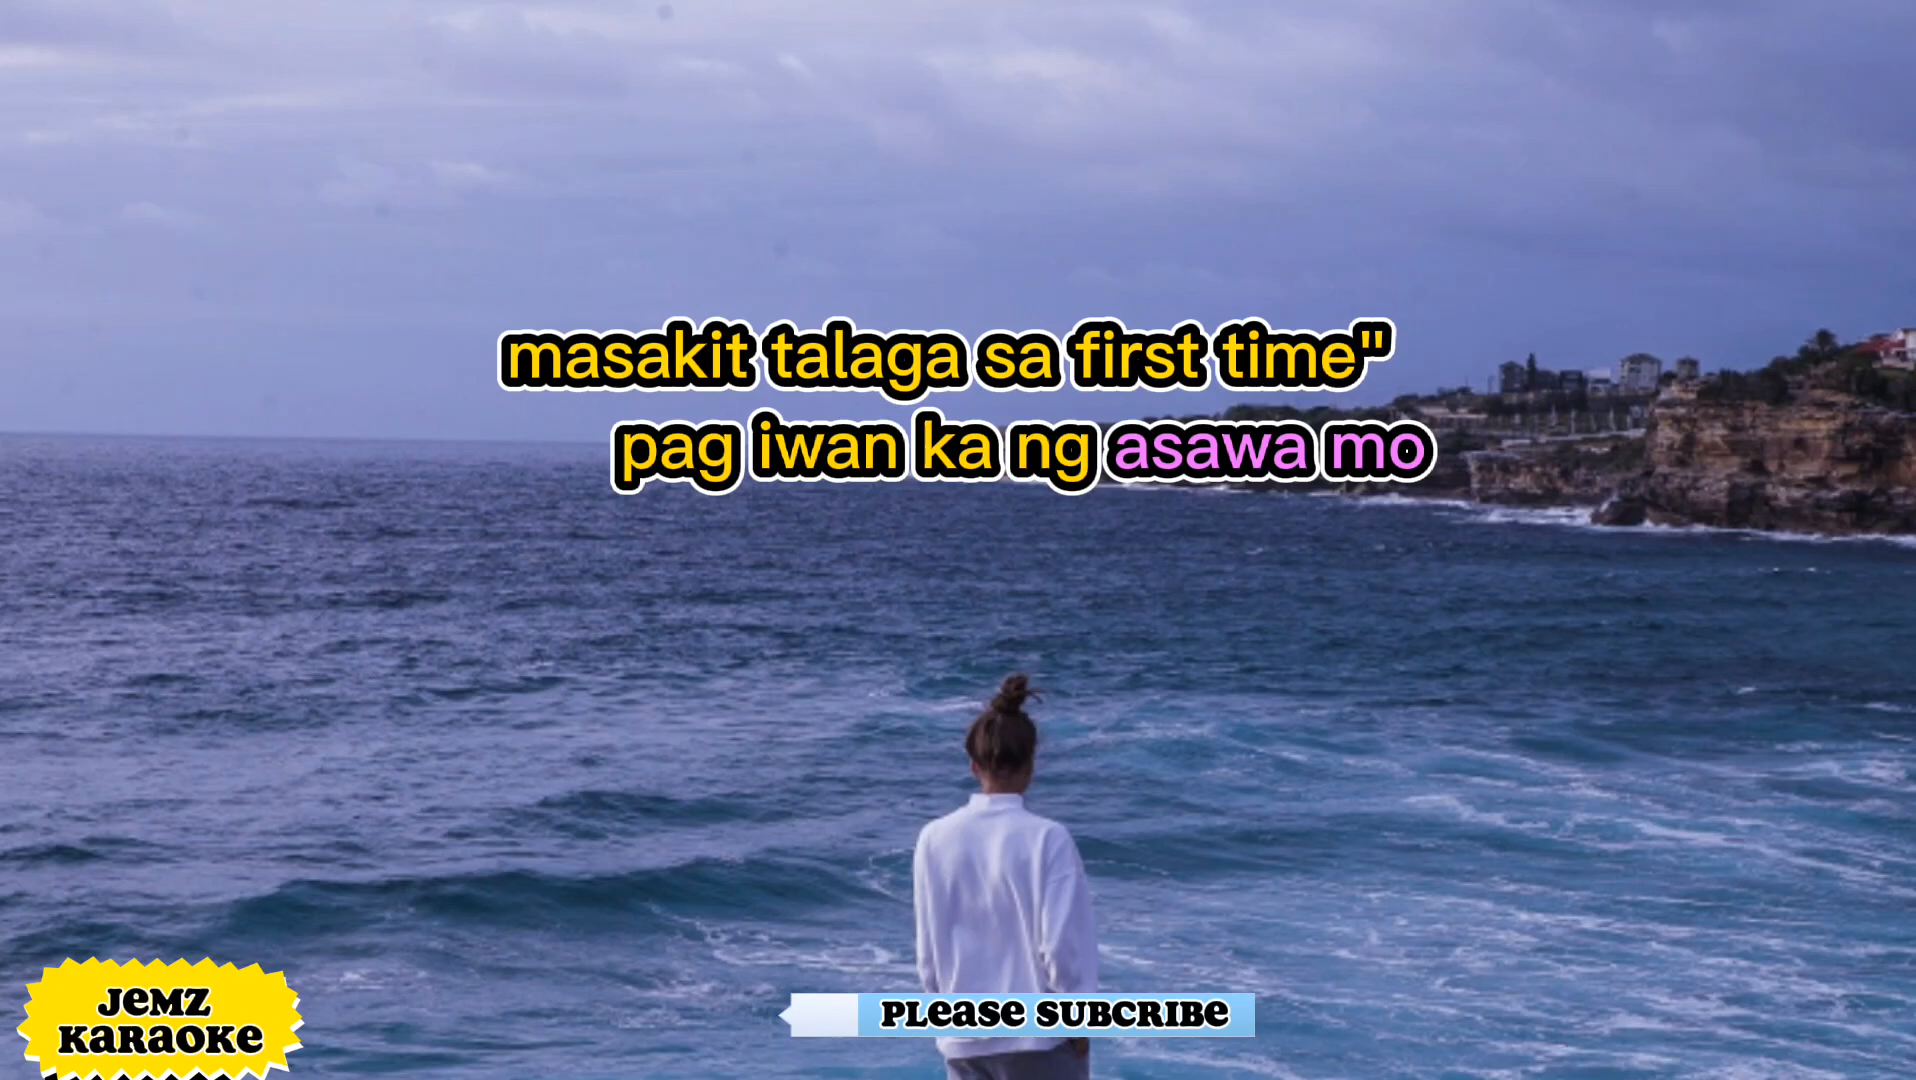 masakit talaga sa first time"
pag iwan ka ng asawa mo
JEMZ
KARAOKE
PLEASE SUBCRIBE